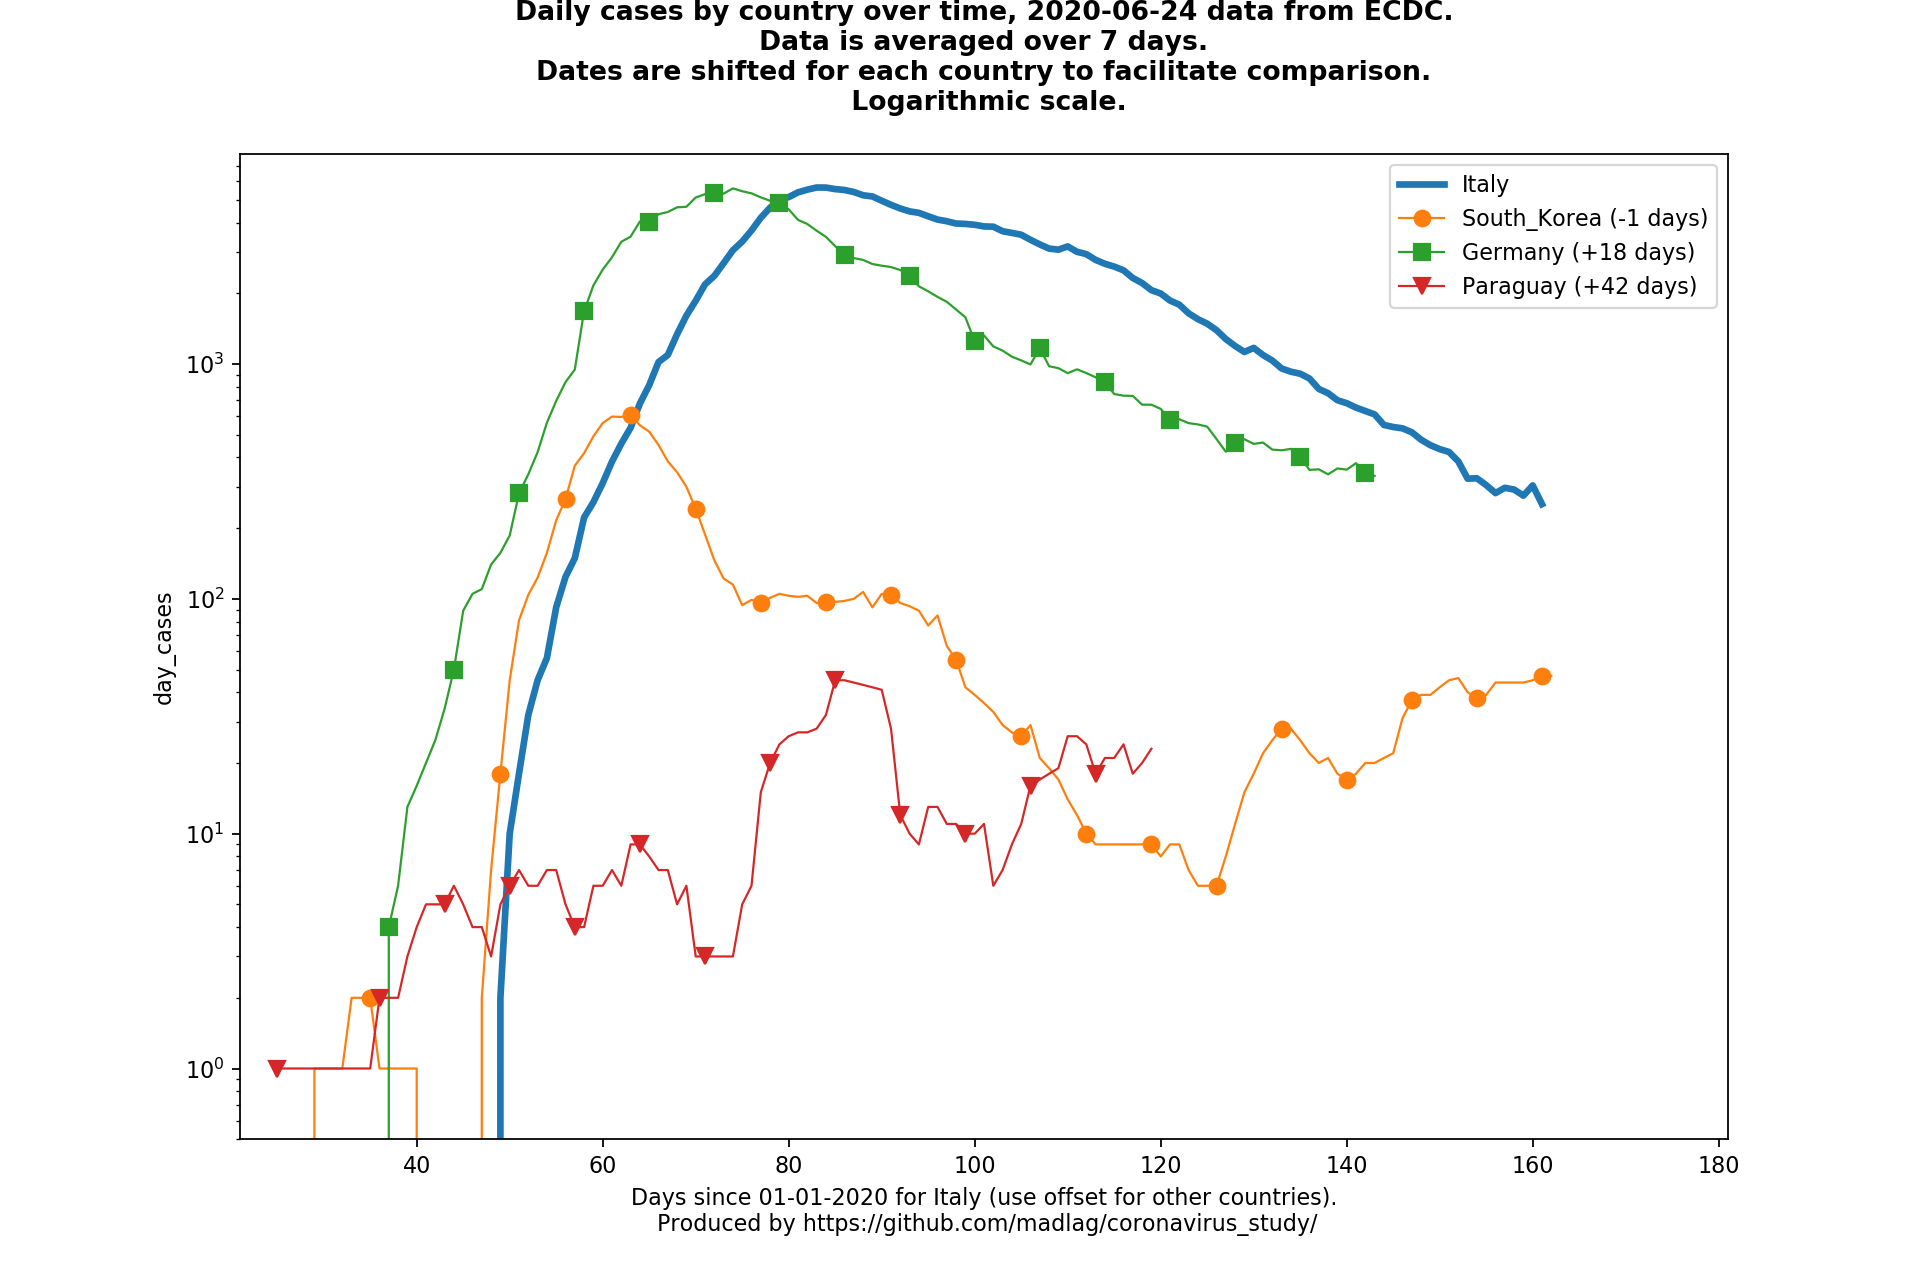 Daily cases by country over time, 2020-06-24 data from ECDC.
Data is averaged over 7 days.
Dates are shifted for each country to facilitate comparison.
Logarithmic scale.
Italy
South_Korea (-1 days)
Germany (+18 days)
Paraguay (+42 days)
10³
10²
10¹
10⁰
day_cases
40 60 80 100 120 140 160 180
Days since 01-01-2020 for Italy (use offset for other countries).
Produced by https://github.com/madlag/coronavirus_study/